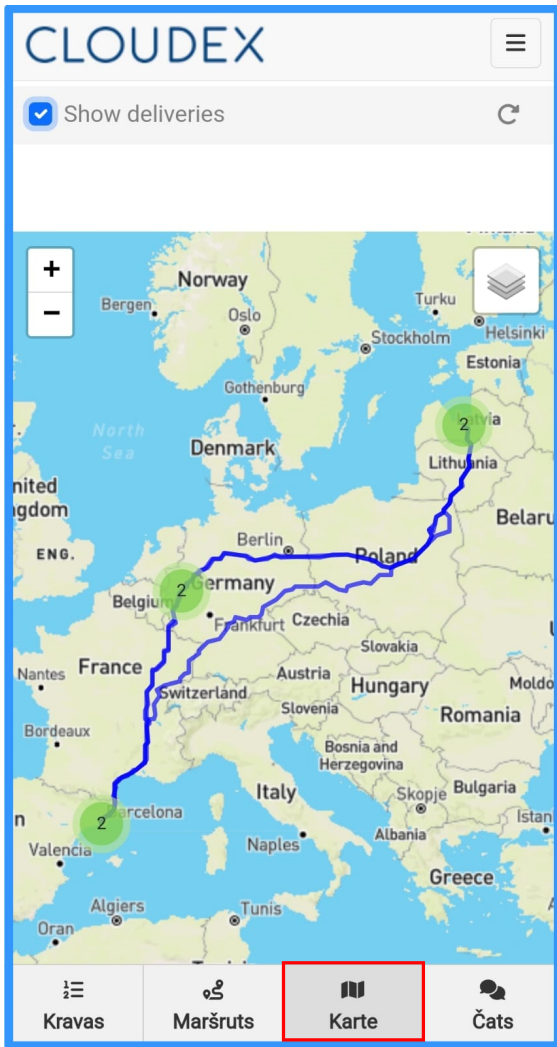 CLOUDEX
Show deliveries
+
−
Norway
Bergen
Oslo
Turku
Helsinki
Stockholm
Estonia
Gothenburg
North
Sea
Denmark
Lithuania
nited
gdom
Belaru
ENG.
Berlin
Poland
2
2
Germany
Belgium
Frankfurt
Czechia
Slovakia
Nantes
France
Austria
Switzerland
Hungary
Moldo
Slovenia
Romania
Bordeaux
Bosnia and
Herzegovina
Italy
Skopje
Bulgaria
Barcelona
2
n
Istan
Valencia
Naples
Albania
Greece
Algiers
Tunis
Oran
Kravas
Maršruts
Karte
Čats